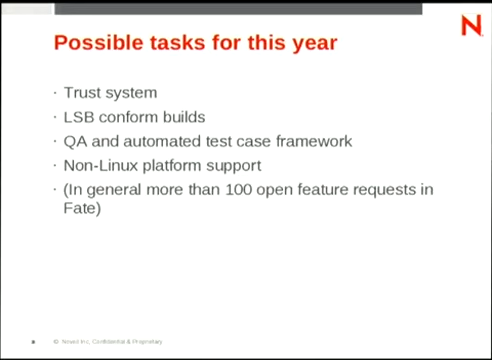 N
Possible tasks for this year
· Trust system
· LSB conform builds
· QA and automated test case framework
· Non-Linux platform support
· (In general more than 100 open feature requests in
Fate)
© Novell Inc. Confidential & Proprietary